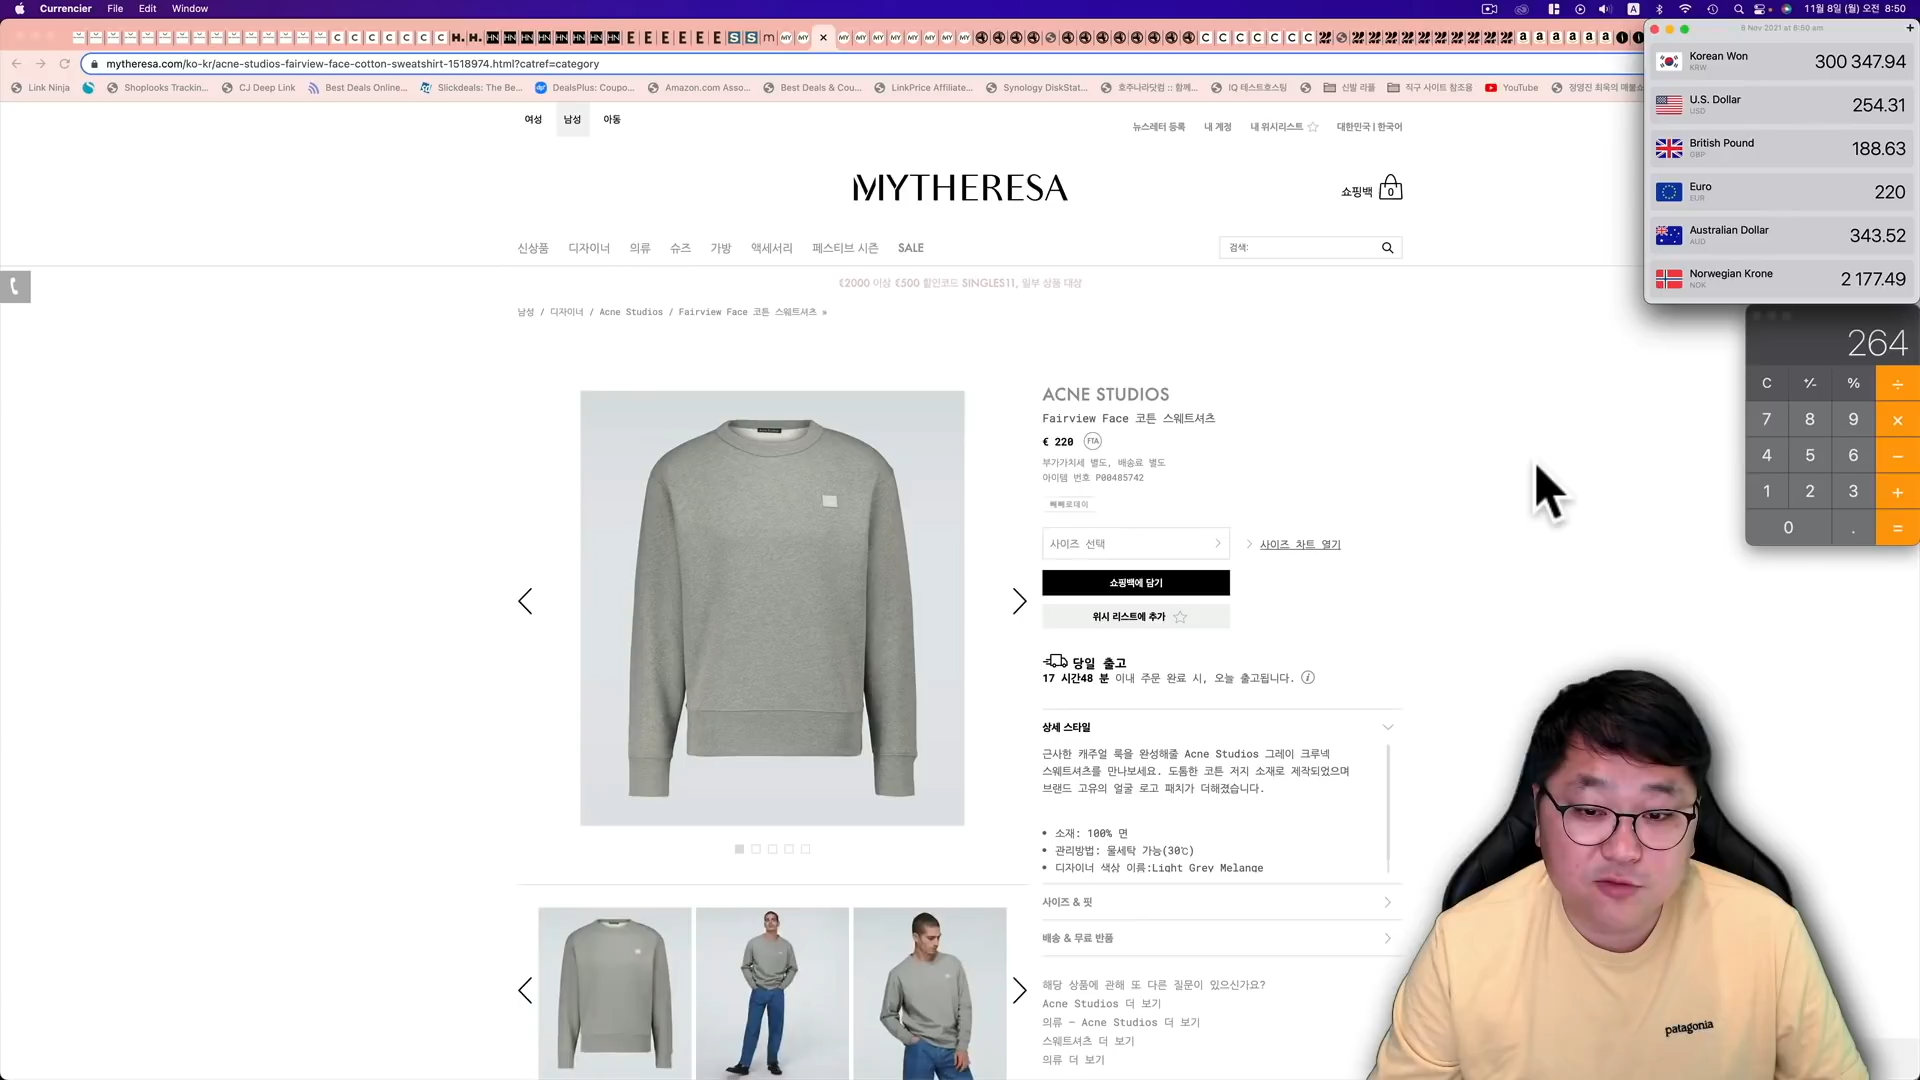 Currencier File Edit Window
11월 8일 (월) 오전 8:50
mytheresa.com/ko-kr/acne-studios-fairview-face-cotton-sweatshirt-1518974.html?catref=category
Link Ninja
Shoplooks Trackin...
CJ Deep Link
Best Deals Online...
Slickdeals: The Be...
DealsPlus: Coupo...
Amazon.com Asso...
Best Deals & Cou...
LinkPrice Affiliate...
Synology DiskStat...
호주나라닷컴 :: 함께...
IQ 테스트호스팅
신발 라플
직구 사이트 참고용
YouTube
여성 남성 아동
뉴스레터 등록 내 계정 내 위시리스트 대한민국 | 한국어
MYTHERESA
쇼핑백 0
신상품 디자이너 의류 슈즈 가방 액세서리 페스티브 시즌 SALE
검색:
€2000 이상 €500 할인코드 SINGLES11, 일부 상품 대상
남성 / 디자이너 / Acne Studios / Fairview Face 코튼 스웨트셔츠 »
ACNE STUDIOS
Fairview Face 코튼 스웨트셔츠
€ 220 FTA
부가가치세 별도, 배송료 별도
아이템 번호 P00485742
빼빼로데이
사이즈 선택
사이즈 차트 열기
쇼핑백에 담기
위시 리스트에 추가
당일 출고
17 시간48 분 이내 주문 완료 시, 오늘 출고됩니다.
상세 스타일
근사한 캐주얼 룩을 완성해줄 Acne Studios 그레이 크루넥
스웨트셔츠를 만나보세요. 도톰한 코튼 저지 소재로 제작되었으며
브랜드 고유의 얼굴 로고 패치가 더해졌습니다.
• 소재: 100% 면
• 관리방법: 물세탁 가능(30℃)
• 디자이너 색상 이름:Light Grey Melange
사이즈 & 핏
배송 & 무료 반품
해당 상품에 관해 또 다른 질문이 있으신가요?
Acne Studios 더 보기
의류 – Acne Studios 더 보기
스웨트셔츠 더 보기
의류 더 보기
Korean Won 300 347.94
KRW
U.S. Dollar 254.31
USD
British Pound 188.63
GBP
Euro 220
EUR
Australian Dollar 343.52
AUD
Norwegian Krone 2 177.49
NOK
264
C +/- % ÷
7 8 9 ×
4 5 6 −
1 2 3 +
0 . =
patagonia